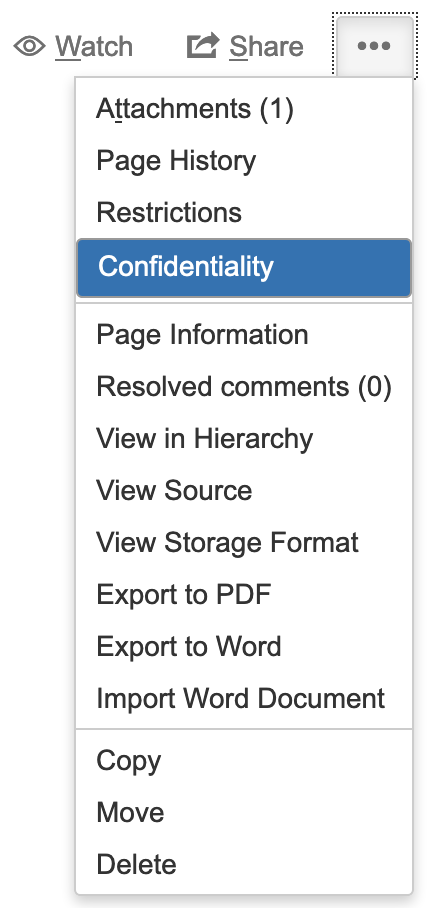 Watch Share •••
Attachments (1)
Page History
Restrictions
Confidentiality
Page Information
Resolved comments (0)
View in Hierarchy
View Source
View Storage Format
Export to PDF
Export to Word
Import Word Document
Copy
Move
Delete